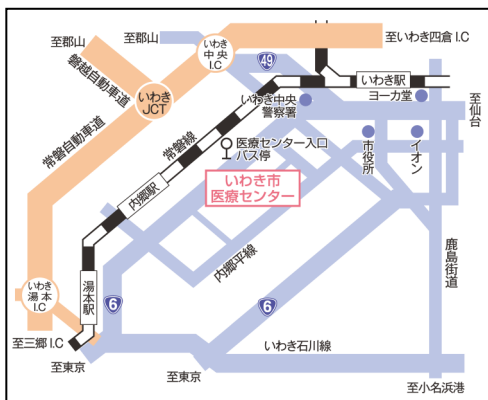 至郡山
至郡山
いわき
中央
I.C
至いわき四倉 I.C
磐越自動車道
49
いわき駅
いわき
JCT
いわき中央
警察署
ヨーカ堂
至仙台
常磐自動車道
常磐線
医療センター入口
バス停
市役所
イオン
いわき市
医療センター
内郷駅
内郷平線
鹿島街道
いわき
湯本
I.C
湯本駅
6
6
至三郷 I.C
至東京
いわき石川線
至東京
至小名浜港